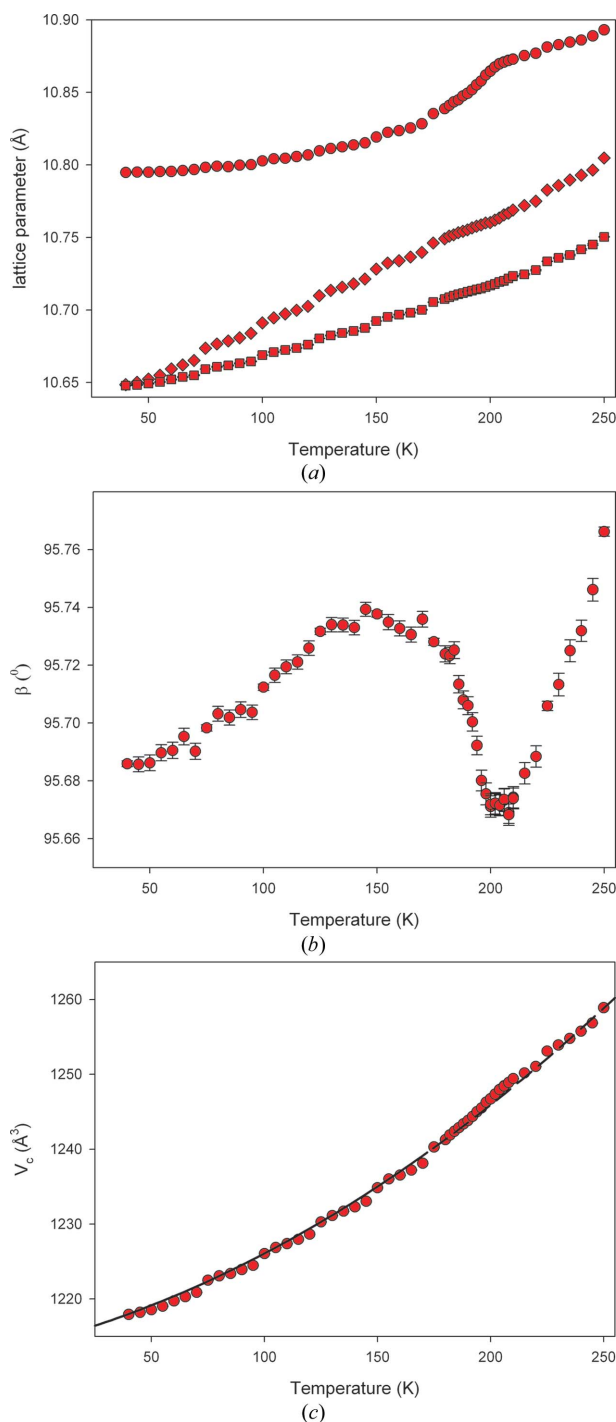 10.90
10.85
10.80
10.75
10.70
10.65
lattice parameter (Å)
50 100 150 200 250
Temperature (K)
(a)
95.76
95.74
95.72
95.70
95.68
95.66
β (⁰)
50 100 150 200 250
Temperature (K)
(b)
1260
1250
1240
1230
1220
V_c (Å³)
50 100 150 200 250
Temperature (K)
(c)